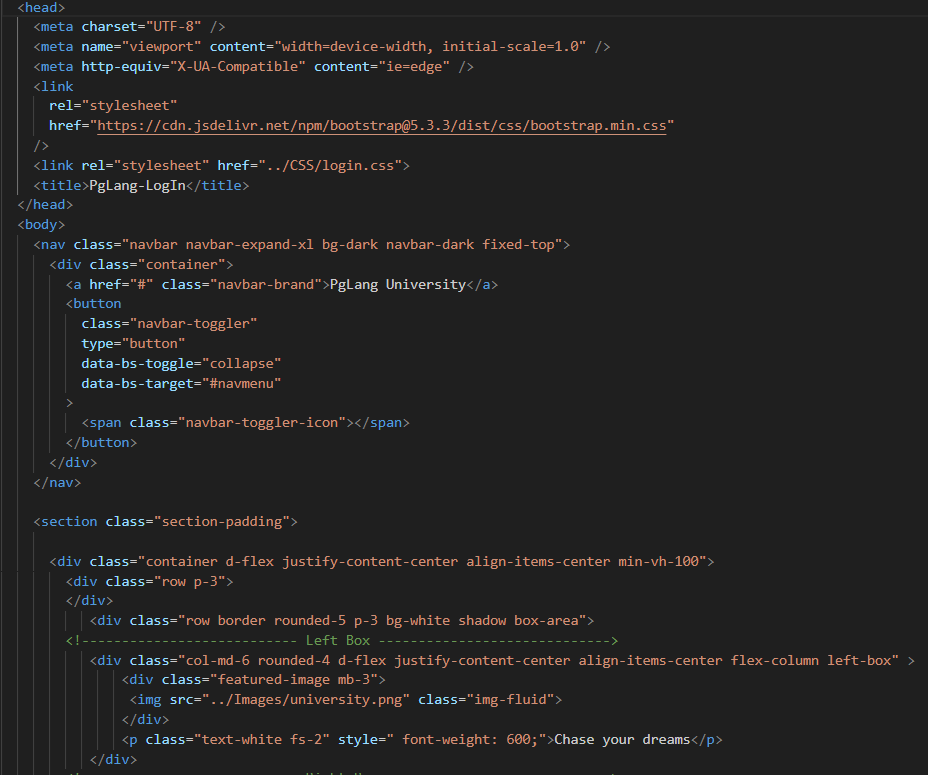 <head>
<meta charset="UTF-8" />
<meta name="viewport" content="width=device-width, initial-scale=1.0" />
<meta http-equiv="X-UA-Compatible" content="ie=edge" />
<link
rel="stylesheet"
href="https://cdn.jsdelivr.net/npm/bootstrap@5.3.3/dist/css/bootstrap.min.css"
/>
<link rel="stylesheet" href="../CSS/login.css">
<title>PgLang-LogIn</title>
</head>
<body>
<nav class="navbar navbar-expand-xl bg-dark navbar-dark fixed-top">
<div class="container">
<a href="#" class="navbar-brand">PgLang University</a>
<button
class="navbar-toggler"
type="button"
data-bs-toggle="collapse"
data-bs-target="#navmenu"
>
<span class="navbar-toggler-icon"></span>
</button>
</div>
</nav>
<section class="section-padding">
<div class="container d-flex justify-content-center align-items-center min-vh-100">
<div class="row p-3">
</div>
<div class="row border rounded-5 p-3 bg-white shadow box-area">
<!--------------------------- Left Box ----------------------------->
<div class="col-md-6 rounded-4 d-flex justify-content-center align-items-center flex-column left-box" >
<div class="featured-image mb-3">
<img src="../Images/university.png" class="img-fluid">
</div>
<p class="text-white fs-2" style=" font-weight: 600;">Chase your dreams</p>
</div>